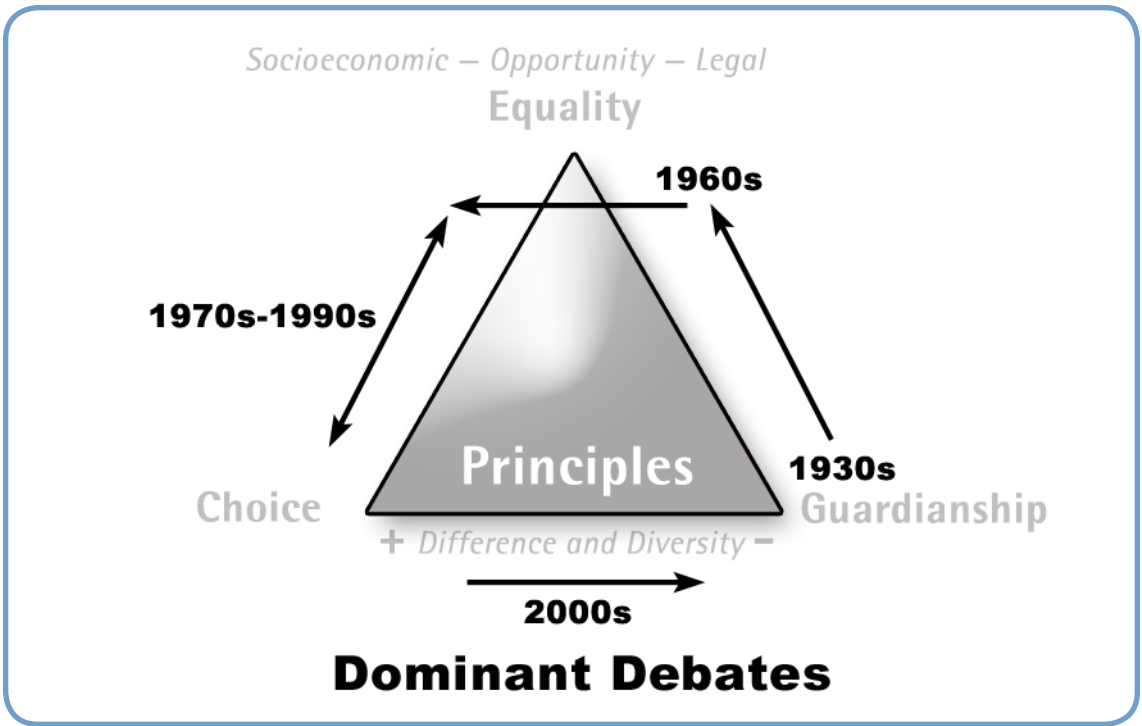 Socioeconomic – Opportunity – Legal
Equality
1960s
1970s-1990s
Principles
1930s
Choice
Guardianship
+ Difference and Diversity –
2000s
Dominant Debates